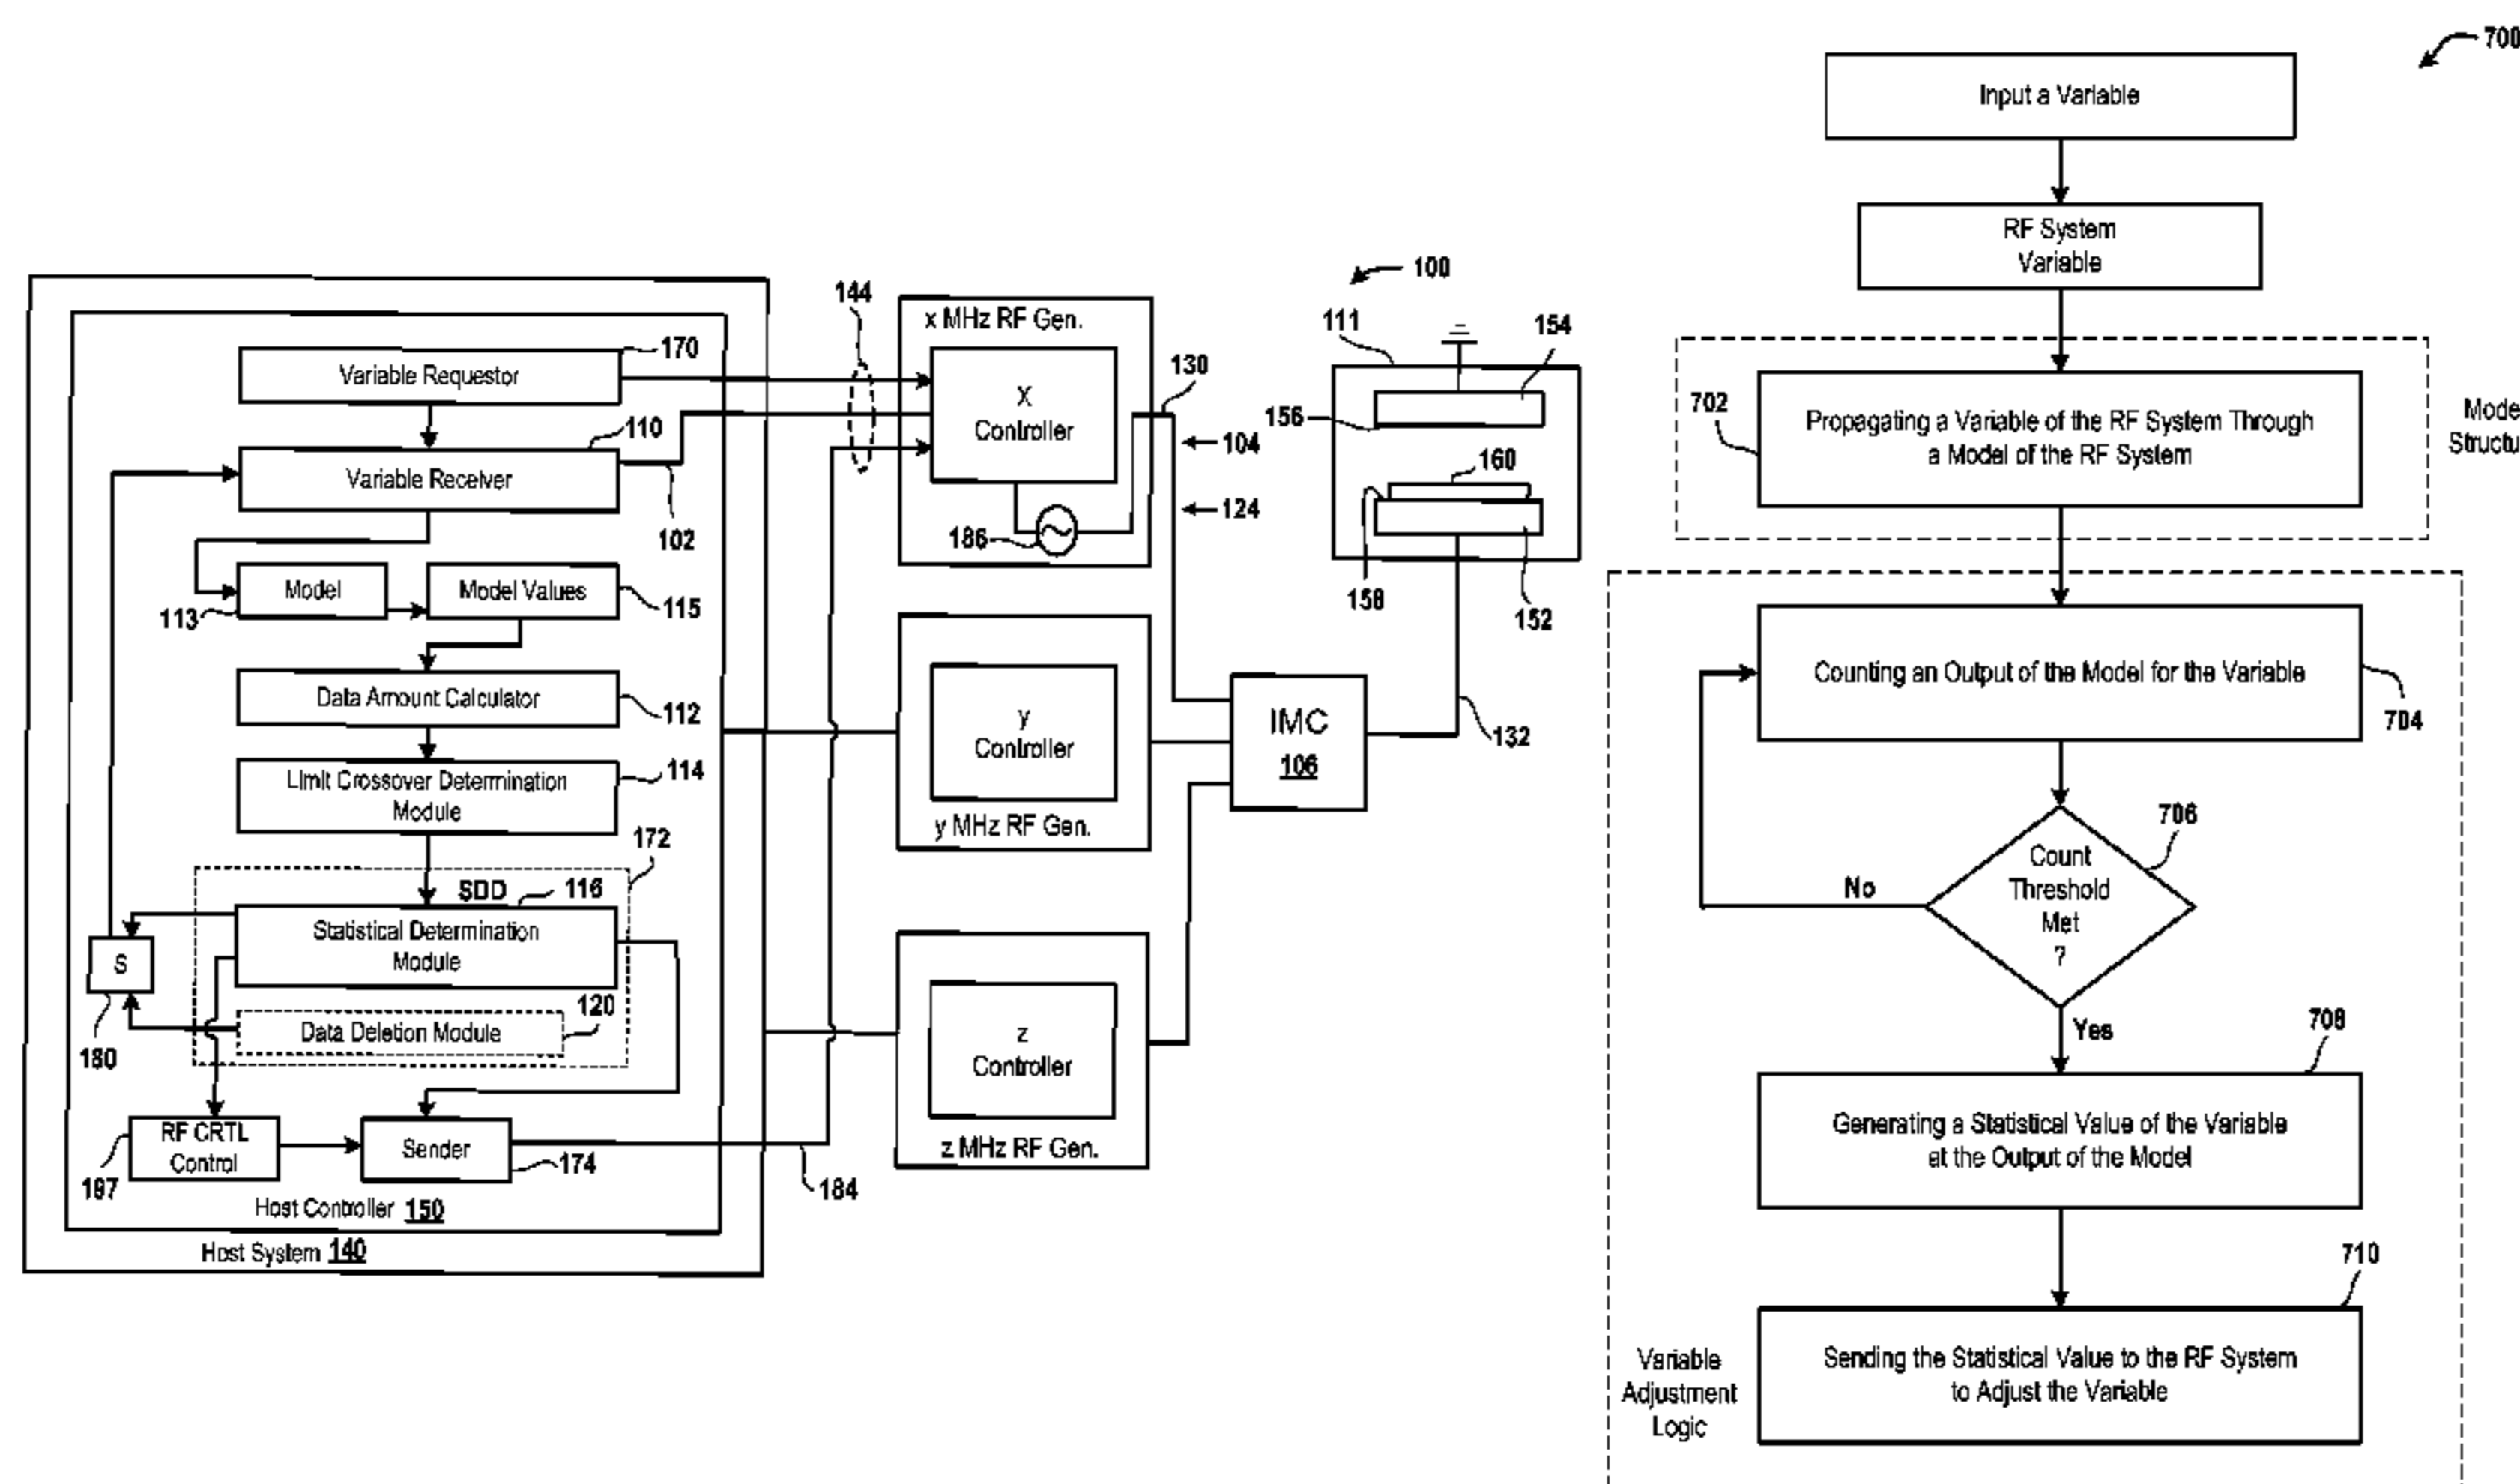 700
Input a Variable
RF System
Variable
702
Propagating a Variable of the RF System Through
a Model of the RF System
Mode
Structu
Counting an Output of the Model for the Variable
704
706
Count
Threshold
Met
?
No
Yes
708
Generating a Statistical Value of the Variable
at the Output of the Model
710
Sending the Statistical Value to the RF System
to Adjust the Variable
Variable
Adjustment
Logic
100
144
x MHz RF Gen.
X
Controller
130
104
124
186
111
154
156
160
158
152
132
y
Controller
y MHz RF Gen.
IMC
106
z
Controller
z MHz RF Gen.
170
Variable Requestor
110
Variable Receiver
102
Model
113
Model Values
115
Data Amount Calculator
112
Limit Crossover Determination
Module
114
172
SDD
116
Statistical Determination
Module
S
180
120
Data Deletion Module
RF CRTL
Control
197
Sender
174
184
Host Controller 150
Host System 140